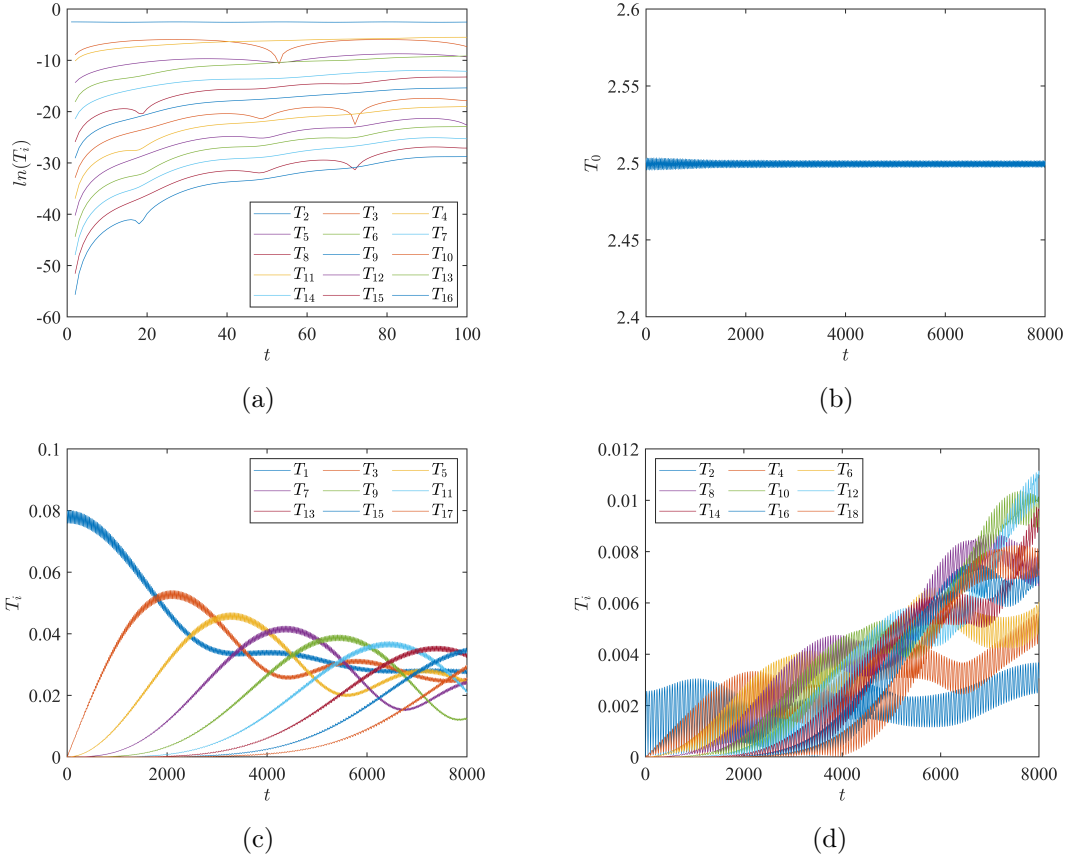 0
-10
-20
-30
-40
-50
-60
ln(T_i)
0 20 40 60 80 100
t
T_2 T_3 T_4
T_5 T_6 T_7
T_8 T_9 T_10
T_11 T_12 T_13
T_14 T_15 T_16
(a)
2.6
2.55
2.5
2.45
2.4
T_0
0 2000 4000 6000 8000
t
(b)
0.1
0.08
0.06
0.04
0.02
0
T_i
0 2000 4000 6000 8000
t
T_1 T_3 T_5
T_7 T_9 T_11
T_13 T_15 T_17
(c)
0.012
0.01
0.008
0.006
0.004
0.002
0
T_i
0 2000 4000 6000 8000
t
T_2 T_4 T_6
T_8 T_10 T_12
T_14 T_16 T_18
(d)